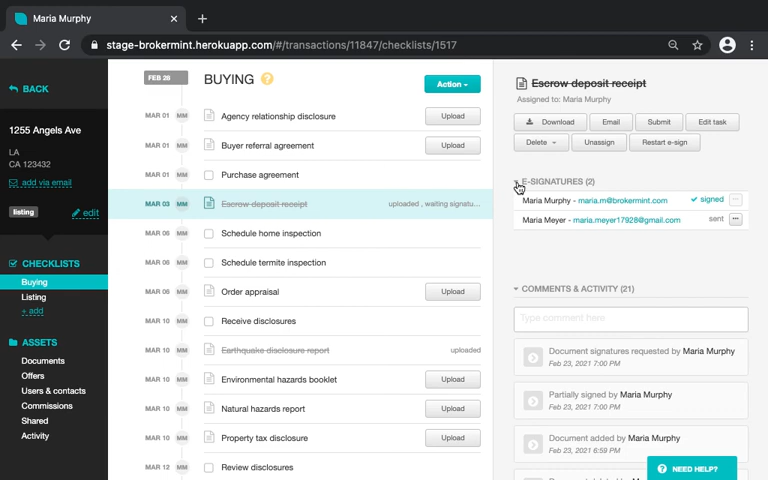 Maria Murphy
stage-brokermint.herokuapp.com/#/transactions/11847/checklists/1517
BACK
1255 Angels Ave
LA
CA 123432
add via email
listing
edit
CHECKLISTS
Buying
Listing
+ add
ASSETS
Documents
Offers
Users & contacts
Commissions
Shared
Activity
FEB 28 BUYING ? Action
MAR 01 MM Agency relationship disclosure Upload
MAR 01 MM Buyer referral agreement Upload
MAR 01 MM Purchase agreement
MAR 03 MM Escrow deposit receipt uploaded , waiting signatu...
MAR 06 MM Schedule home inspection
MAR 08 MM Schedule termite inspection
MAR 06 MM Order appraisal Upload
MAR 10 MM Receive disclosures
MAR 10 MM Earthquake disclosure report uploaded
MAR 10 MM Environmental hazards booklet Upload
MAR 10 MM Natural hazards report Upload
MAR 10 MM Property tax disclosure Upload
MAR 12 MM Review disclosures
Escrow deposit receipt
Assigned to: Maria Murphy
Download Email Submit Edit task
Delete Unassign Restart e-sign
E-SIGNATURES (2)
Maria Murphy - maria.m@brokermint.com signed
Maria Meyer - maria.meyer17928@gmail.com sent
COMMENTS & ACTIVITY (21)
Type comment here
Document signatures requested by Maria Murphy
Feb 23, 2021 7:00 PM
Partially signed by Maria Murphy
Feb 23, 2021 7:00 PM
Document added by Maria Murphy
Feb 23, 2021 6:59 PM
? NEED HELP?